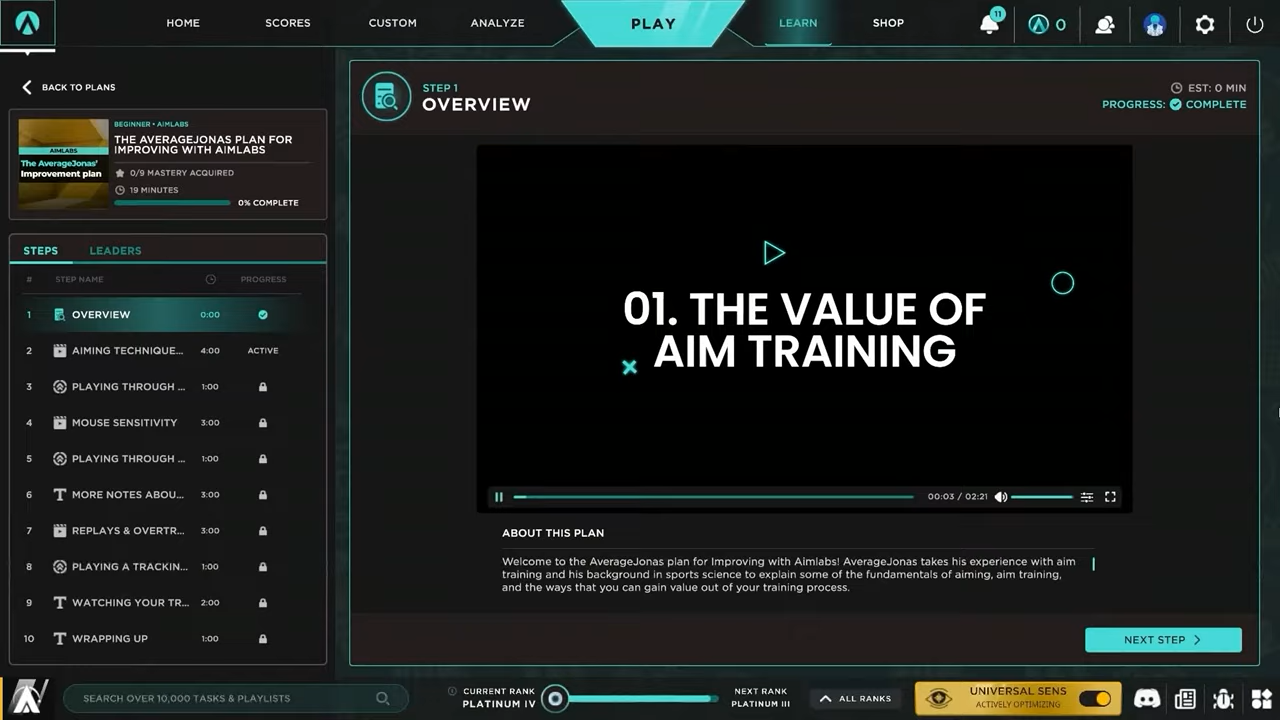 HOME
SCORES
CUSTOM
ANALYZE
PLAY
LEARN
SHOP
11
0
BACK TO PLANS
BEGINNER • AIMLABS
THE AVERAGEJONAS PLAN FOR
IMPROVING WITH AIMLABS
AIMLABS
The AverageJonas'
Improvement plan
0/9 MASTERY ACQUIRED
19 MINUTES
0% COMPLETE
STEPS
LEADERS
# STEP NAME PROGRESS
1 OVERVIEW 0:00
2 AIMING TECHNIQUE... 4:00 ACTIVE
3 PLAYING THROUGH ... 1:00
4 MOUSE SENSITIVITY 3:00
5 PLAYING THROUGH ... 1:00
6 MORE NOTES ABOU... 3:00
7 REPLAYS & OVERTR... 3:00
8 PLAYING A TRACKIN... 1:00
9 WATCHING YOUR TR... 2:00
10 WRAPPING UP 1:00
STEP 1
OVERVIEW
EST: 0 MIN
PROGRESS: COMPLETE
01. THE VALUE OF
AIM TRAINING
00:03 / 02:21
ABOUT THIS PLAN
Welcome to the AverageJonas plan for Improving with Aimlabs! AverageJonas takes his experience with aim
training and his background in sports science to explain some of the fundamentals of aiming, aim training,
and the ways that you can gain value out of your training process.
NEXT STEP
SEARCH OVER 10,000 TASKS & PLAYLISTS
CURRENT RANK
PLATINUM IV
NEXT RANK
PLATINUM III
ALL RANKS
UNIVERSAL SENS
ACTIVELY OPTIMIZING